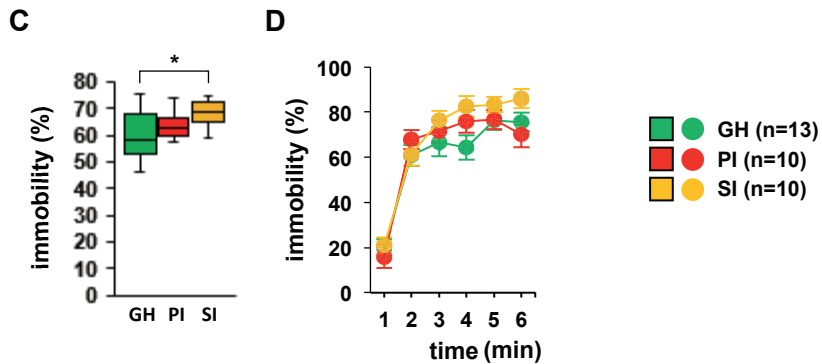 C
*
immobility (%)
80
70
60
50
40
30
20
10
0
GH PI SI
D
immobility (%)
100
80
60
40
20
0
1 2 3 4 5 6
time (min)
GH (n=13)
PI (n=10)
SI (n=10)